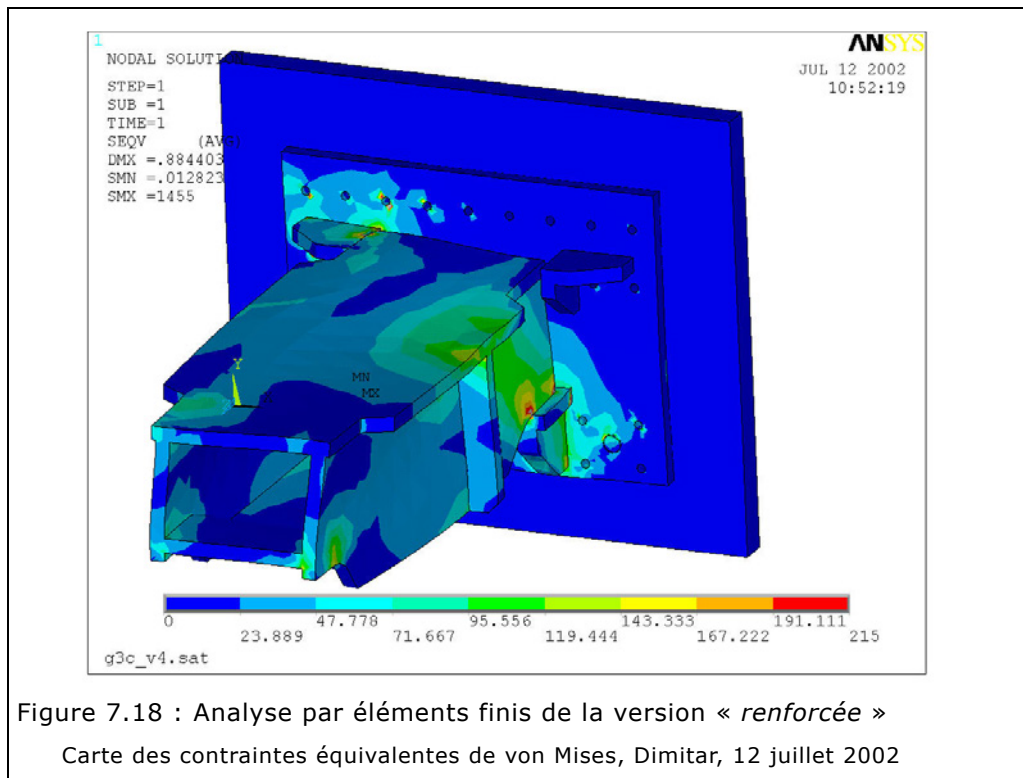 1
ANSYS
NODAL SOLUTION
JUL 12 2002
10:52:19
STEP=1
SUB =1
TIME=1
SEQV (AVG)
DMX =.884403
SMN =.012823
SMX =1455
Y
MN
MX
0 47.778 95.556 143.333 191.111
23.889 71.667 119.444 167.222 215
g3c_v4.sat
Figure 7.18 : Analyse par éléments finis de la version « renforcée »
Carte des contraintes équivalentes de von Mises, Dimitar, 12 juillet 2002